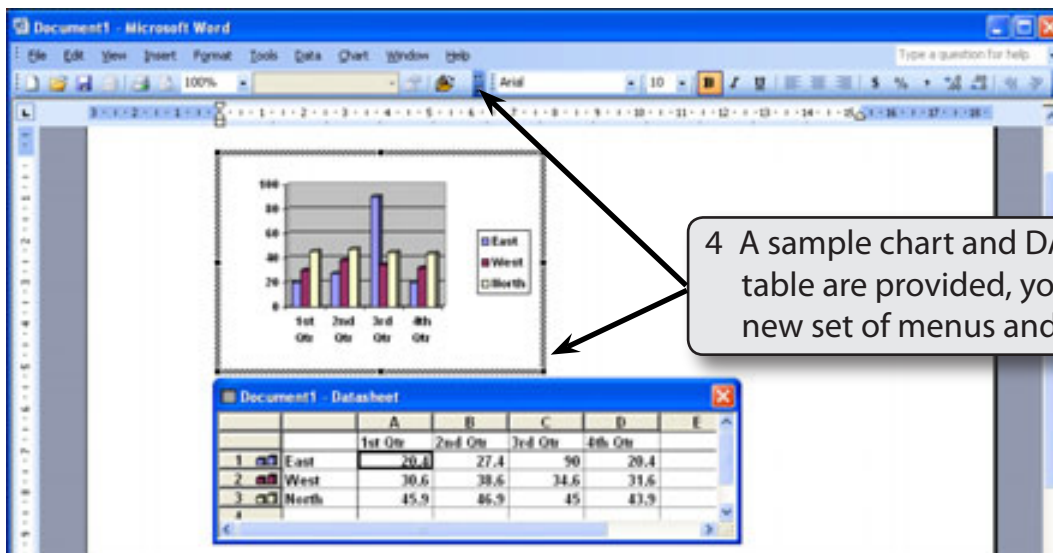 Document1 - Microsoft Word
File Edit View Insert Format Tools Data Chart Window Help Type a question for help
100% Arial 10 B I U $ % ,
100
80
60
40
20
0
1st Qtr 2nd Qtr 3rd Qtr 4th Qtr
East
West
North
4 A sample chart and DA
table are provided, yo
new set of menus and
Document1 - Datasheet
A B C D E
1st Qtr 2nd Qtr 3rd Qtr 4th Qtr
1 East 20.4 27.4 90 20.4
2 West 30.6 38.6 34.6 31.6
3 North 45.9 46.9 45 43.9
4